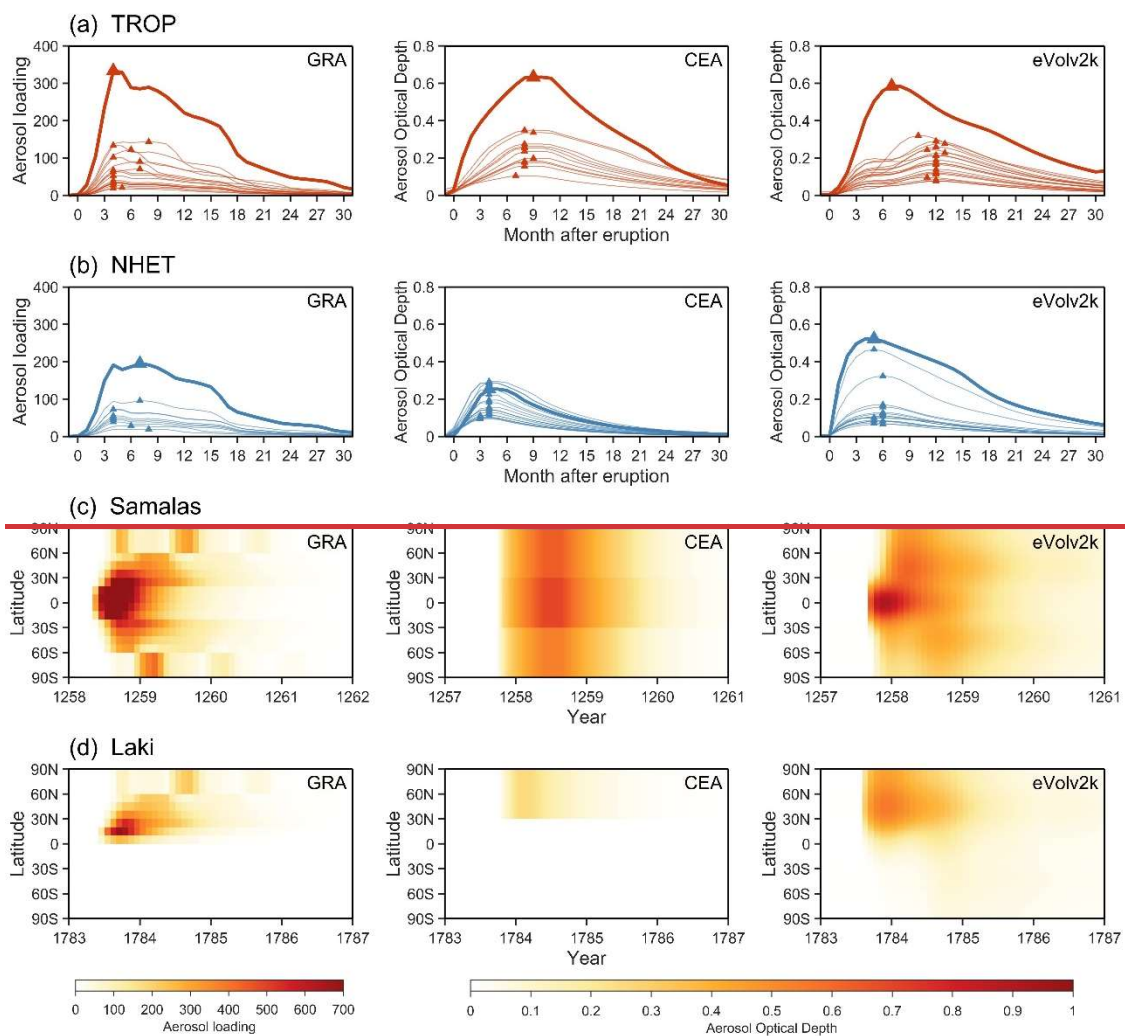 (a) TROP
400 300 200 100 0
Aerosol loading
GRA
0 3 6 9 12 15 18 21 24 27 30
0.8 0.6 0.4 0.2 0
Aerosol Optical Depth
CEA
0 3 6 9 12 15 18 21 24 27 30
Month after eruption
0.8 0.6 0.4 0.2 0
Aerosol Optical Depth
eVolv2k
0 3 6 9 12 15 18 21 24 27 30
(b) NHET
400 300 200 100 0
Aerosol loading
GRA
0 3 6 9 12 15 18 21 24 27 30
0.8 0.6 0.4 0.2 0
Aerosol Optical Depth
CEA
0 3 6 9 12 15 18 21 24 27 30
Month after eruption
0.8 0.6 0.4 0.2 0
Aerosol Optical Depth
eVolv2k
0 3 6 9 12 15 18 21 24 27 30
(c) Samalas
90N 60N 30N 0 30S 60S 90S
Latitude
GRA
1258 1259 1260 1261 1262
90N 60N 30N 0 30S 60S 90S
Latitude
CEA
1257 1258 1259 1260 1261
Year
90N 60N 30N 0 30S 60S 90S
Latitude
eVolv2k
1257 1258 1259 1260 1261
(d) Laki
90N 60N 30N 0 30S 60S 90S
Latitude
GRA
1783 1784 1785 1786 1787
90N 60N 30N 0 30S 60S 90S
Latitude
CEA
1783 1784 1785 1786 1787
Year
90N 60N 30N 0 30S 60S 90S
Latitude
eVolv2k
1783 1784 1785 1786 1787
0 100 200 300 400 500 600 700
Aerosol loading
0 0.1 0.2 0.3 0.4 0.5 0.6 0.7 0.8 0.9 1
Aerosol Optical Depth